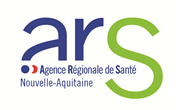 ars
Agence Régionale de Santé
Nouvelle-Aquitaine